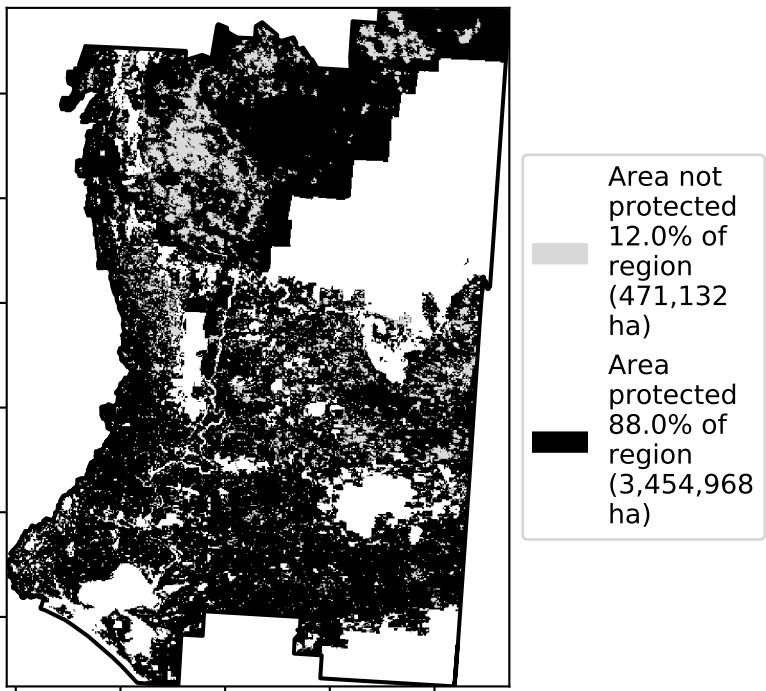 Area not
protected
12.0% of
region
(471,132
ha)
Area
protected
88.0% of
region
(3,454,968
ha)